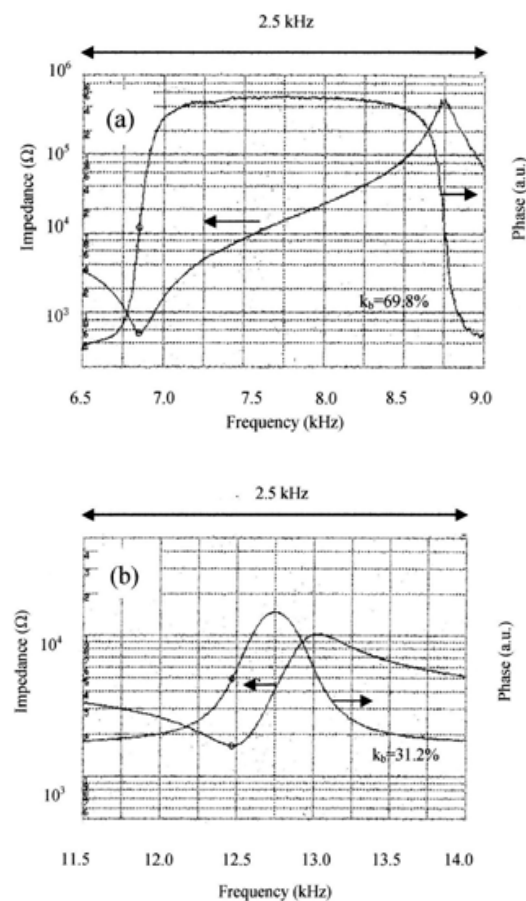 2.5 kHz
10⁶
(a)
10⁵
Impedance (Ω)
Phase (a.u.)
10⁴
k_b=69.8%
10³
6.5 7.0 7.5 8.0 8.5 9.0
Frequency (kHz)
2.5 kHz
(b)
Impedance (Ω)
Phase (a.u.)
10⁴
k_b=31.2%
10³
11.5 12.0 12.5 13.0 13.5 14.0
Frequency (kHz)